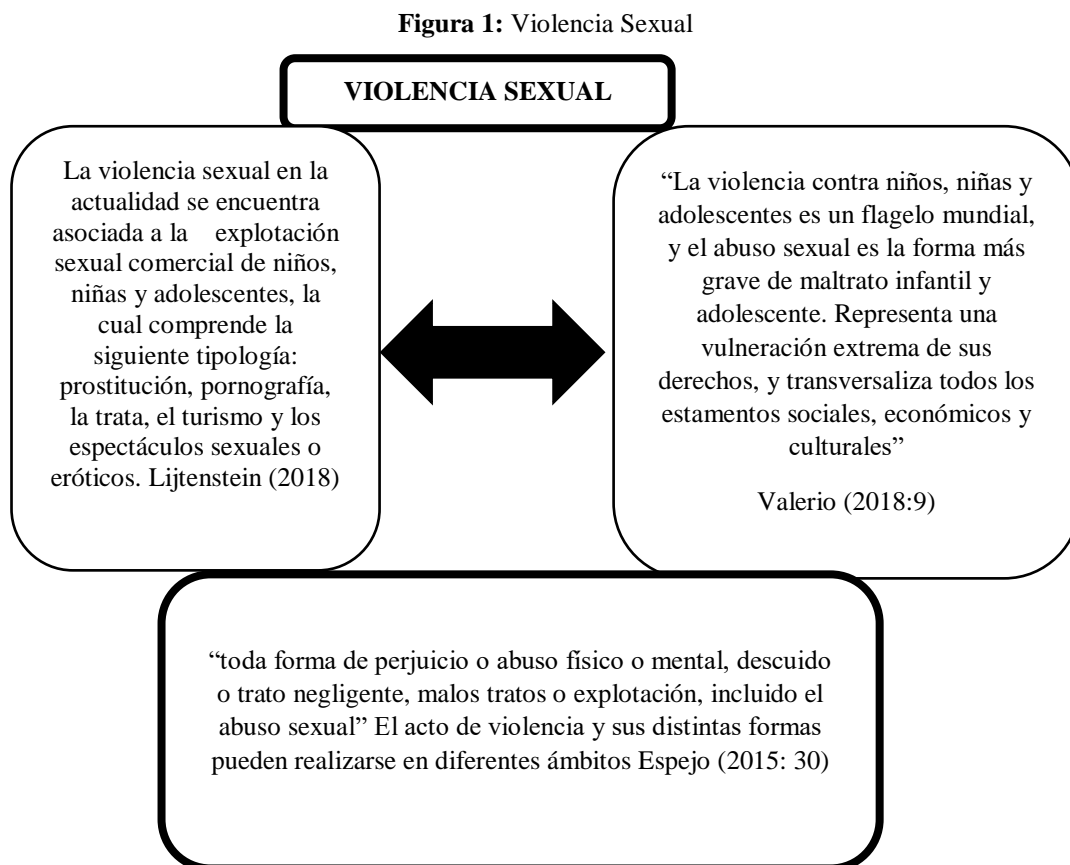 Figura 1: Violencia Sexual
VIOLENCIA SEXUAL
La violencia sexual en la
actualidad se encuentra
asociada a la explotación
sexual comercial de niños,
niñas y adolescentes, la
cual comprende la
siguiente tipología:
prostitución, pornografía,
la trata, el turismo y los
espectáculos sexuales o
eróticos. Lijtenstein (2018)
“La violencia contra niños, niñas y
adolescentes es un flagelo mundial,
y el abuso sexual es la forma más
grave de maltrato infantil y
adolescente. Representa una
vulneración extrema de sus
derechos, y transversaliza todos los
estamentos sociales, económicos y
culturales”
Valerio (2018:9)
“toda forma de perjuicio o abuso físico o mental, descuido
o trato negligente, malos tratos o explotación, incluido el
abuso sexual” El acto de violencia y sus distintas formas
pueden realizarse en diferentes ámbitos Espejo (2015: 30)